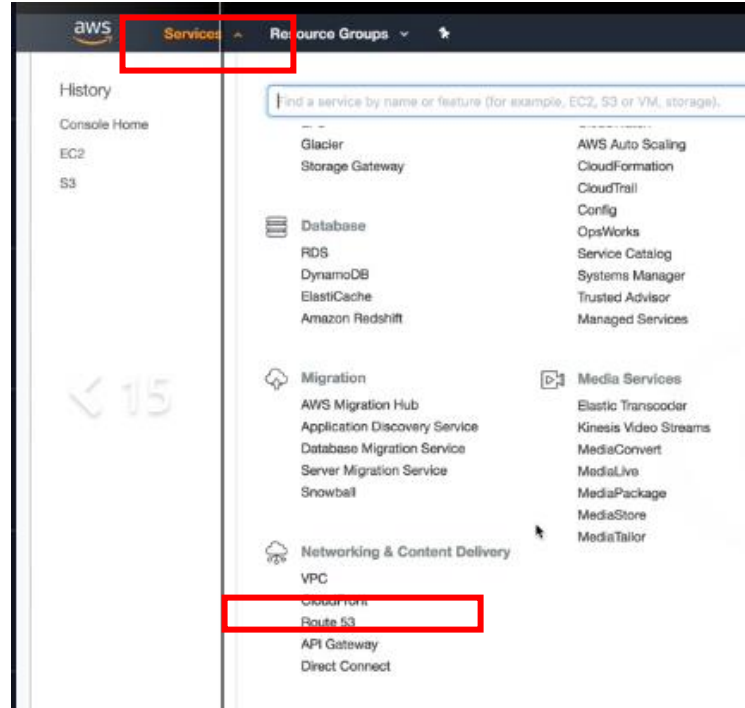 aws Services Resource Groups
History
Console Home
EC2
S3
Find a service by name or feature (for example, EC2, S3 or VM, storage).
Glacier
Storage Gateway
Database
RDS
DynamoDB
ElastiCache
Amazon Redshift
Migration
AWS Migration Hub
Application Discovery Service
Database Migration Service
Server Migration Service
Snowball
Networking & Content Delivery
VPC
CloudFront
Route 53
API Gateway
Direct Connect
AWS Auto Scaling
CloudFormation
CloudTrail
Config
OpsWorks
Service Catalog
Systems Manager
Trusted Advisor
Managed Services
Media Services
Elastic Transcoder
Kinesis Video Streams
MediaConvert
MediaLive
MediaPackage
MediaStore
MediaTailor
15